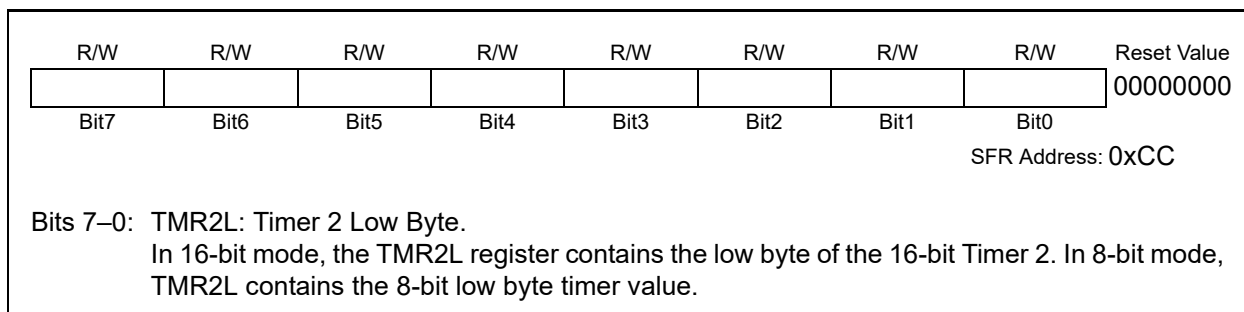 R/W R/W R/W R/W R/W R/W R/W R/W Reset Value
00000000
Bit7 Bit6 Bit5 Bit4 Bit3 Bit2 Bit1 Bit0
SFR Address: 0xCC
Bits 7–0: TMR2L: Timer 2 Low Byte.
In 16-bit mode, the TMR2L register contains the low byte of the 16-bit Timer 2. In 8-bit mode,
TMR2L contains the 8-bit low byte timer value.